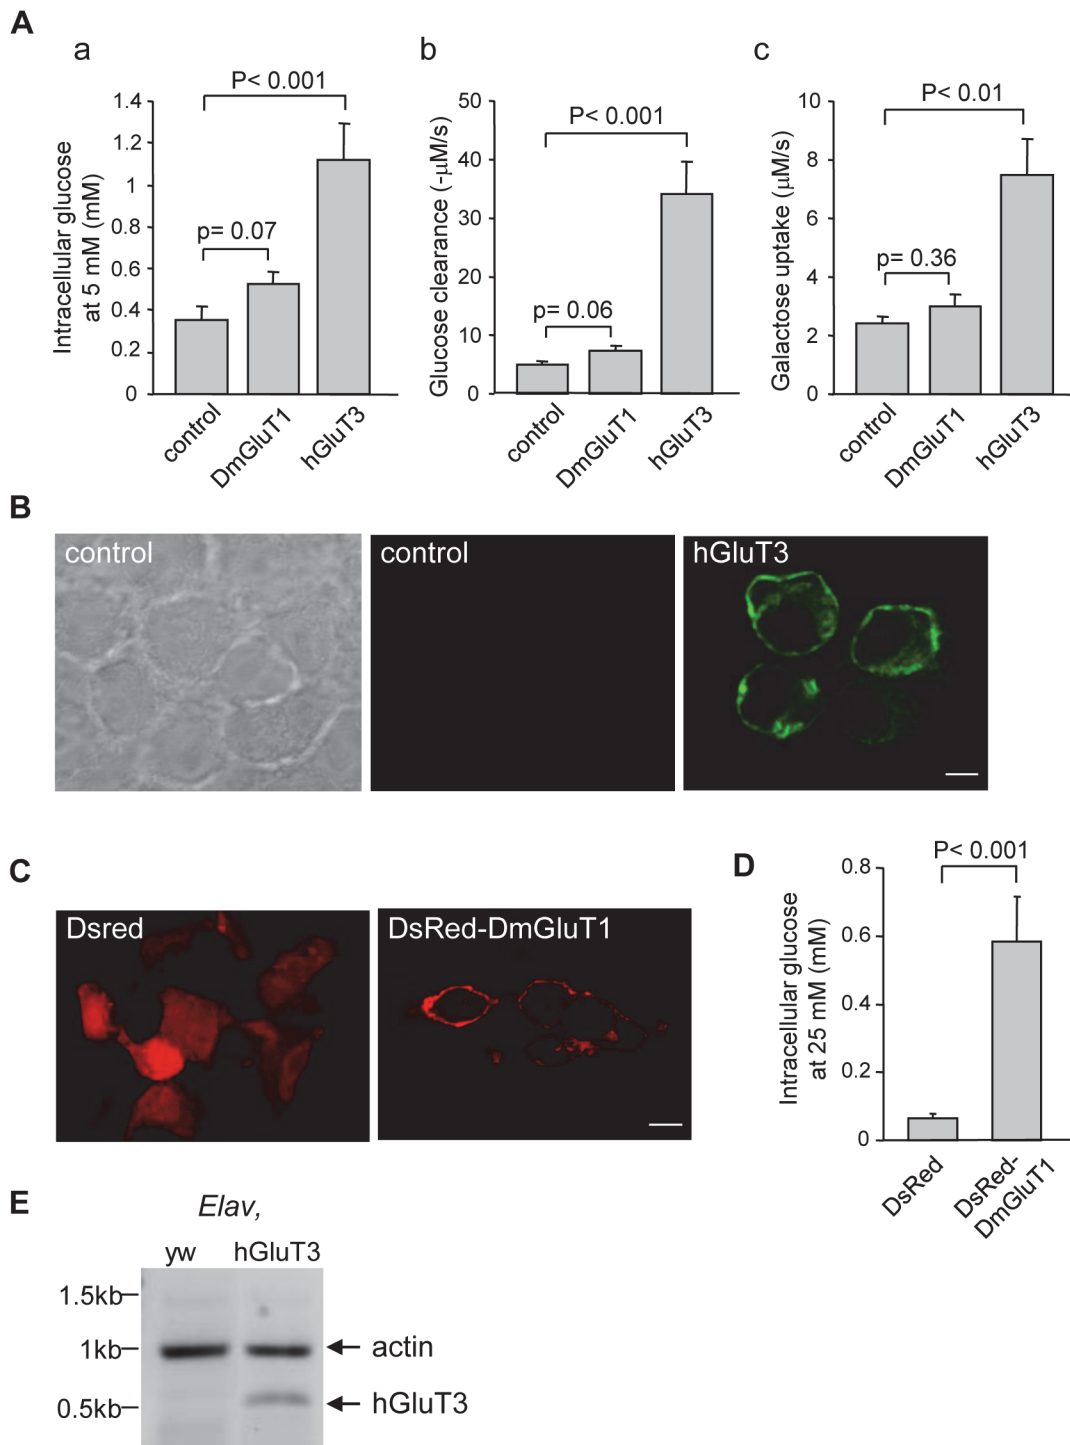 A
a
b
c
P< 0.001
p= 0.07
1.4
1.2
1
0.8
0.6
0.4
0.2
0
Intracellular glucose
at 5 mM (mM)
control
DmGluT1
hGluT3
P< 0.001
p= 0.06
50
40
30
20
10
0
Glucose clearance (-μM/s)
control
DmGluT1
hGluT3
P< 0.01
p= 0.36
10
8
6
4
2
0
Galactose uptake (μM/s)
control
DmGluT1
hGluT3
B
control
control
hGluT3
C
Dsred
DsRed-DmGluT1
D
P< 0.001
0.8
0.6
0.4
0.2
0
Intracellular glucose
at 25 mM (mM)
DsRed
DsRed-
DmGluT1
E
Elav,
yw hGluT3
1.5kb
1kb
0.5kb
actin
hGluT3